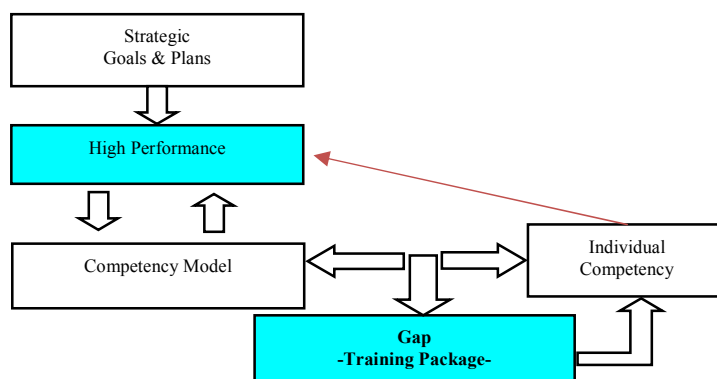 Strategic
Goals & Plans
High Performance
Competency Model
Individual
Competency
Gap
-Training Package-